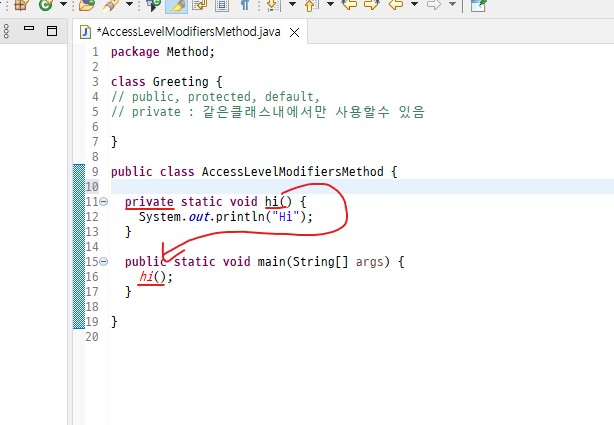 *AccessLevelModifiersMethod.java
1 package Method;
2
3 class Greeting {
4 // public, protected, default,
5 // private : 같은클래스내에서만 사용할수 있음
6
7 }
8
9 public class AccessLevelModifiersMethod {
10
11 private static void hi() {
12 System.out.println("Hi");
13 }
14
15 public static void main(String[] args) {
16 hi();
17 }
18
19 }
20